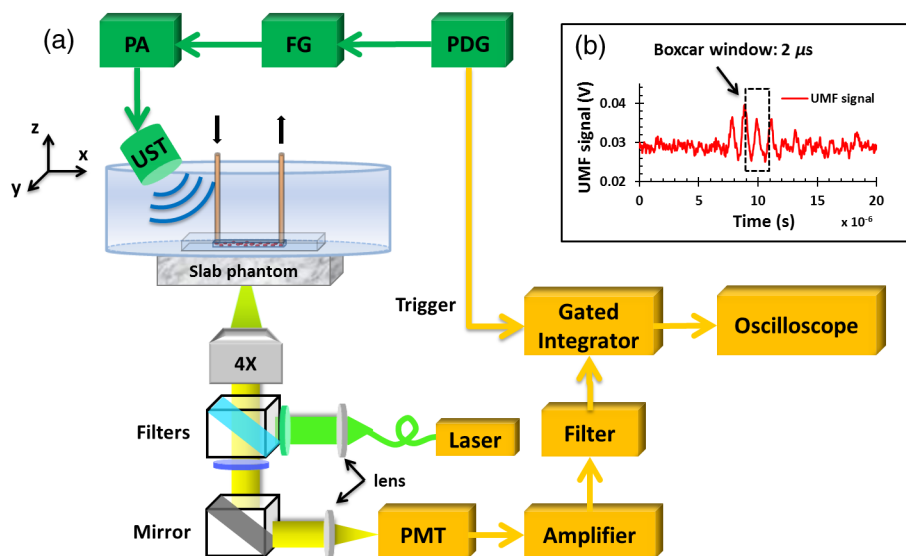 (a)
PA
FG
PDG
z
x
y
UST
Slab phantom
4X
Filters
Laser
lens
Mirror
PMT
Amplifier
Filter
Gated
Integrator
Oscilloscope
Trigger
(b)
Boxcar window: 2 μs
UMF signal
UMF signal (V)
0.04
0.03
0.02
0
5
10
15
20
Time (s)
x 10⁻⁶